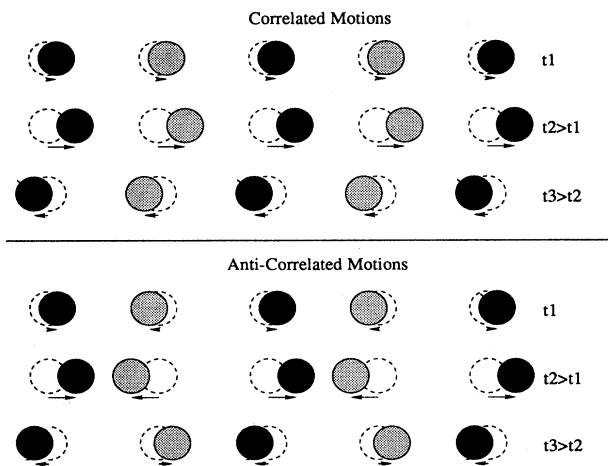 Correlated Motions
t1
t2>t1
t3>t2
Anti-Correlated Motions
t1
t2>t1
t3>t2